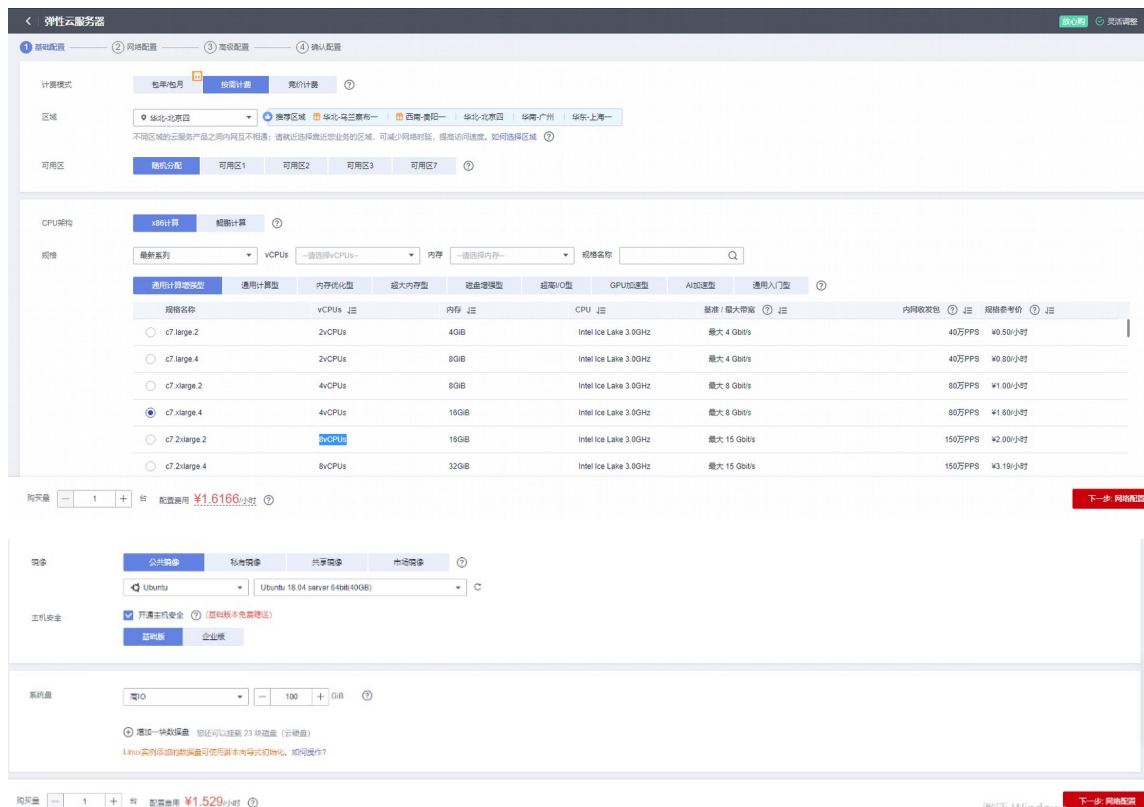 弹性云服务器 放心购 灵活调整
1 基础配置 2 网络配置 3 高级配置 4 确认配置
计费模式 包年/包月 按需计费 竞价计费
区域 华北-北京四 推荐区域 华北-乌兰察布一 西南-贵阳一 华北-北京四 华南-广州 华东-上海一
不同区域的云服务产品之间内网互不相通；请就近选择靠近您业务的区域，可减少网络时延，提高访问速度。如何选择区域
可用区 随机分配 可用区1 可用区2 可用区3 可用区7
CPU架构 x86计算 鲲鹏计算
规格 最新系列 vCPUs --请选择vCPUs-- 内存 --请选择内存-- 规格名称
通用计算增强型 通用计算型 内存优化型 超大内存型 磁盘增强型 超高I/O型 GPU加速型 AI加速型 通用入门型
规格名称 vCPUs 内存 CPU 基准 / 最大带宽 内网收发包 规格参考价
c7.large.2 2vCPUs 4GiB Intel Ice Lake 3.0GHz 最大 4 Gbit/s 40万PPS ¥0.50/小时
c7.large.4 2vCPUs 8GiB Intel Ice Lake 3.0GHz 最大 4 Gbit/s 40万PPS ¥0.80/小时
c7.xlarge.2 4vCPUs 8GiB Intel Ice Lake 3.0GHz 最大 8 Gbit/s 80万PPS ¥1.00/小时
c7.xlarge.4 4vCPUs 16GiB Intel Ice Lake 3.0GHz 最大 8 Gbit/s 80万PPS ¥1.60/小时
c7.2xlarge.2 8vCPUs 16GiB Intel Ice Lake 3.0GHz 最大 15 Gbit/s 150万PPS ¥2.00/小时
c7.2xlarge.4 8vCPUs 32GiB Intel Ice Lake 3.0GHz 最大 15 Gbit/s 150万PPS ¥3.19/小时
购买量 1 台 配置费用 ¥1.6166/小时 下一步: 网络配置
镜像 公共镜像 私有镜像 共享镜像 市场镜像
Ubuntu Ubuntu 18.04 server 64bit(40GB)
主机安全 开通主机安全 (基础版本免费赠送)
基础版 企业版
系统盘 高IO 100 GiB
增加一块数据盘 您还可以挂载 23 块磁盘（云硬盘）
Linux实例添加的数据盘可使用脚本向导式初始化。如何操作?
购买量 1 台 配置费用 ¥1.529/小时 下一步: 网络配置